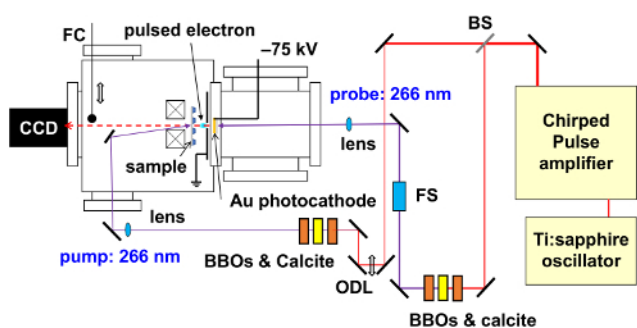 FC
pulsed electron
–75 kV
BS
CCD
probe: 266 nm
Chirped
Pulse
amplifier
lens
sample
Au photocathode
FS
lens
pump: 266 nm
BBOs & Calcite
ODL
Ti:sapphire
oscillator
BBOs & calcite